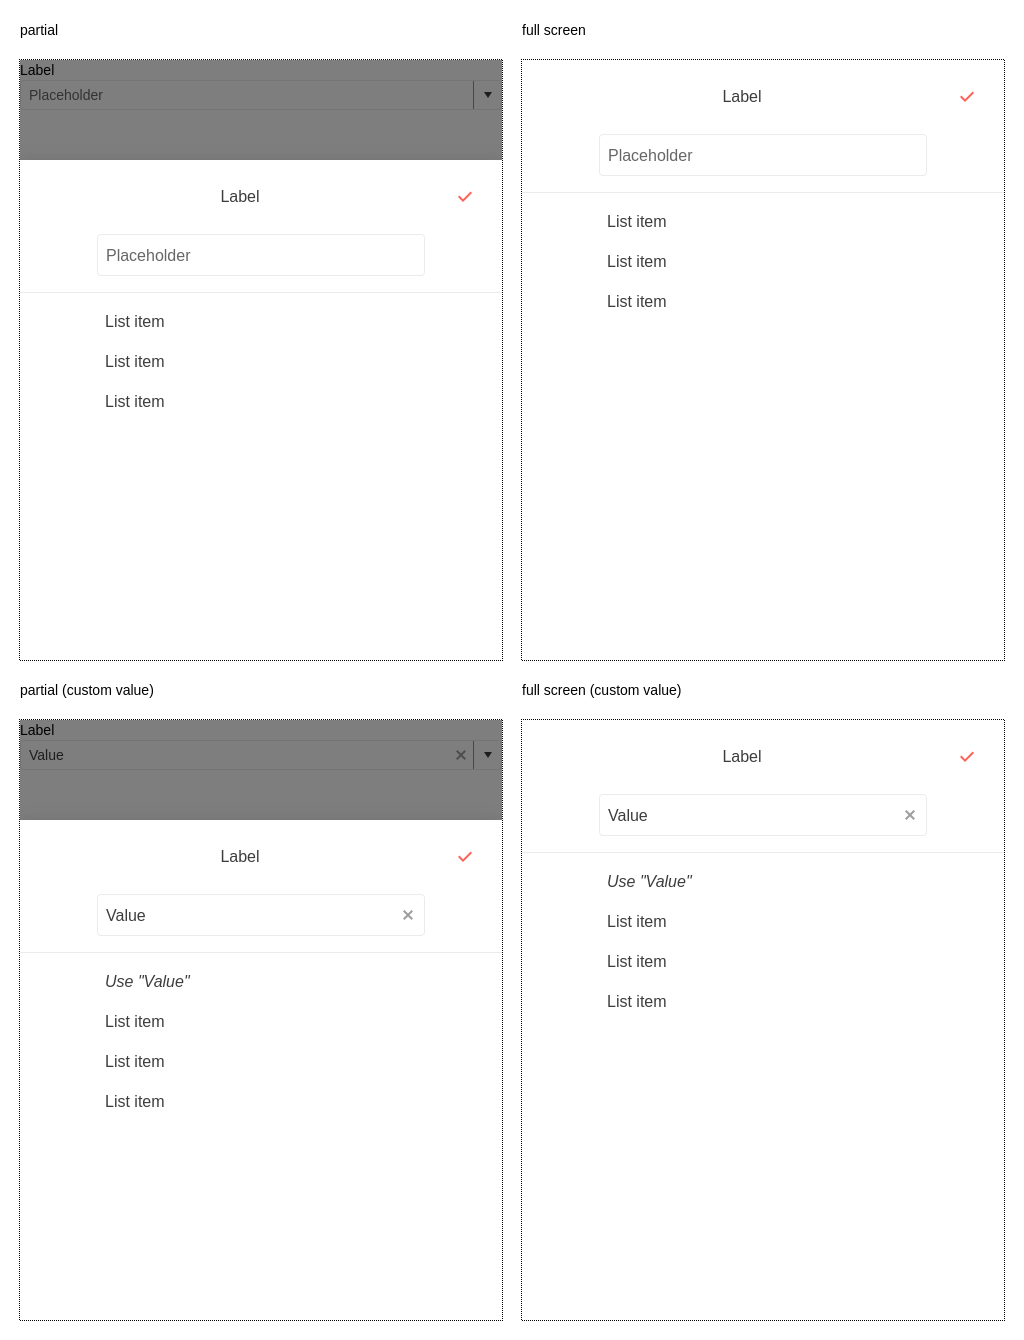 partial
Label
Placeholder
Label
Placeholder
List item
List item
List item
full screen
Label
Placeholder
List item
List item
List item
partial (custom value)
Label
Value
Label
Value
Use "Value"
List item
List item
List item
full screen (custom value)
Label
Value
Use "Value"
List item
List item
List item